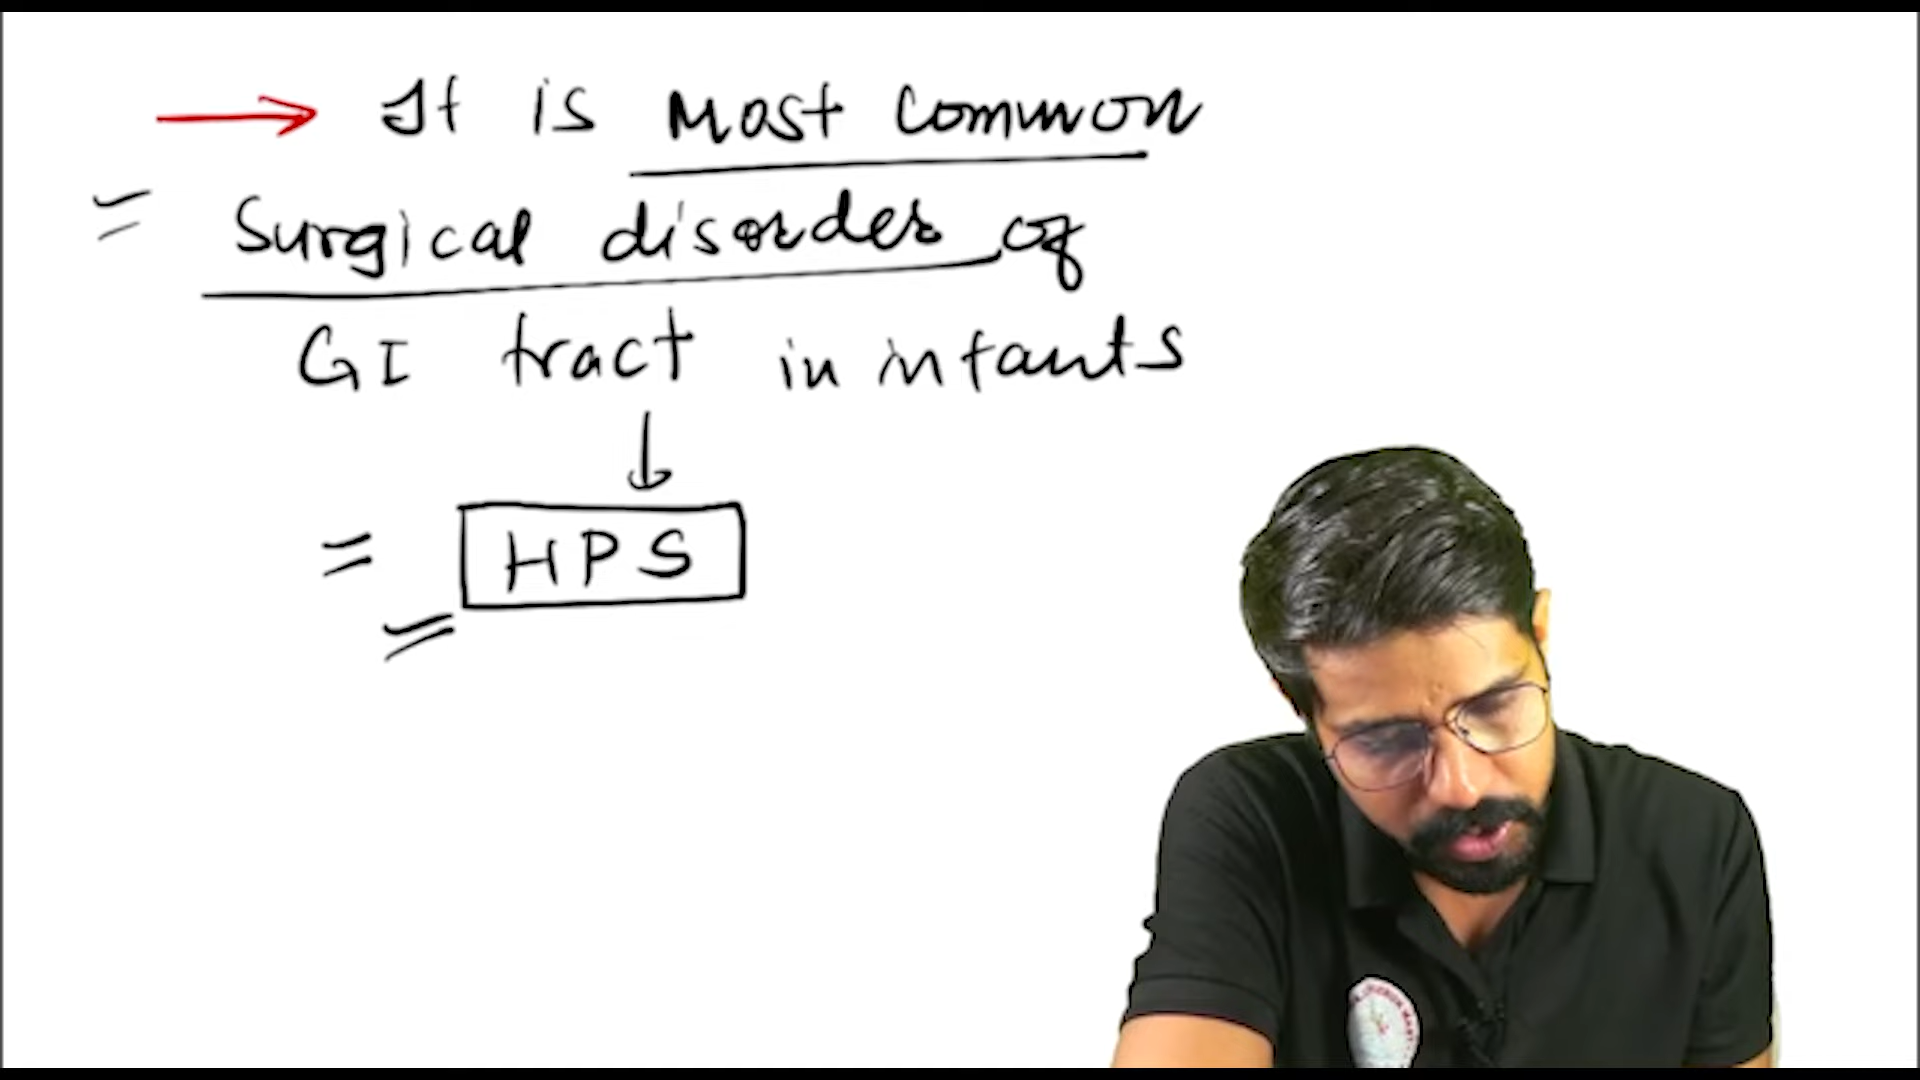 It is Most Common
Surgical disorder of
GI tract in infants
HPS